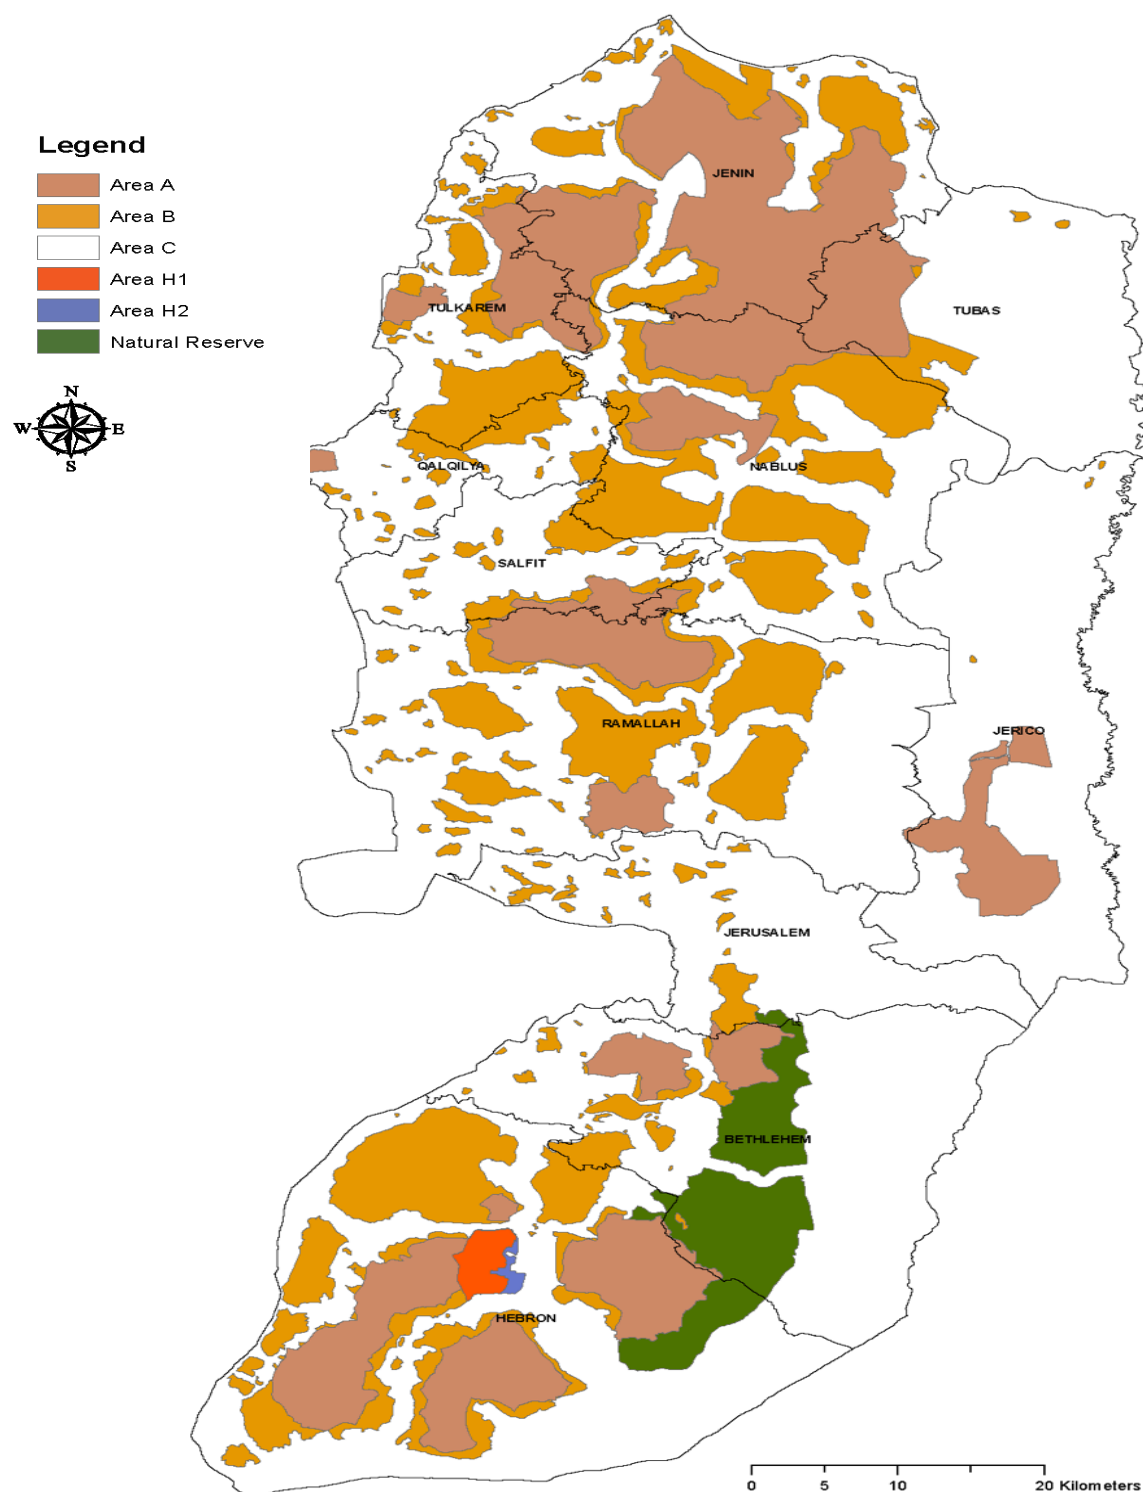 Legend
Area A
Area B
Area C
Area H1
Area H2
Natural Reserve
N
W E
S
JENIN
TULKAREM
TUBAS
QALQILYA
NABLUS
SALFIT
RAMALLAH
JERICO
JERUSALEM
BETHLEHEM
HEBRON
0 5 10 20 Kilometers